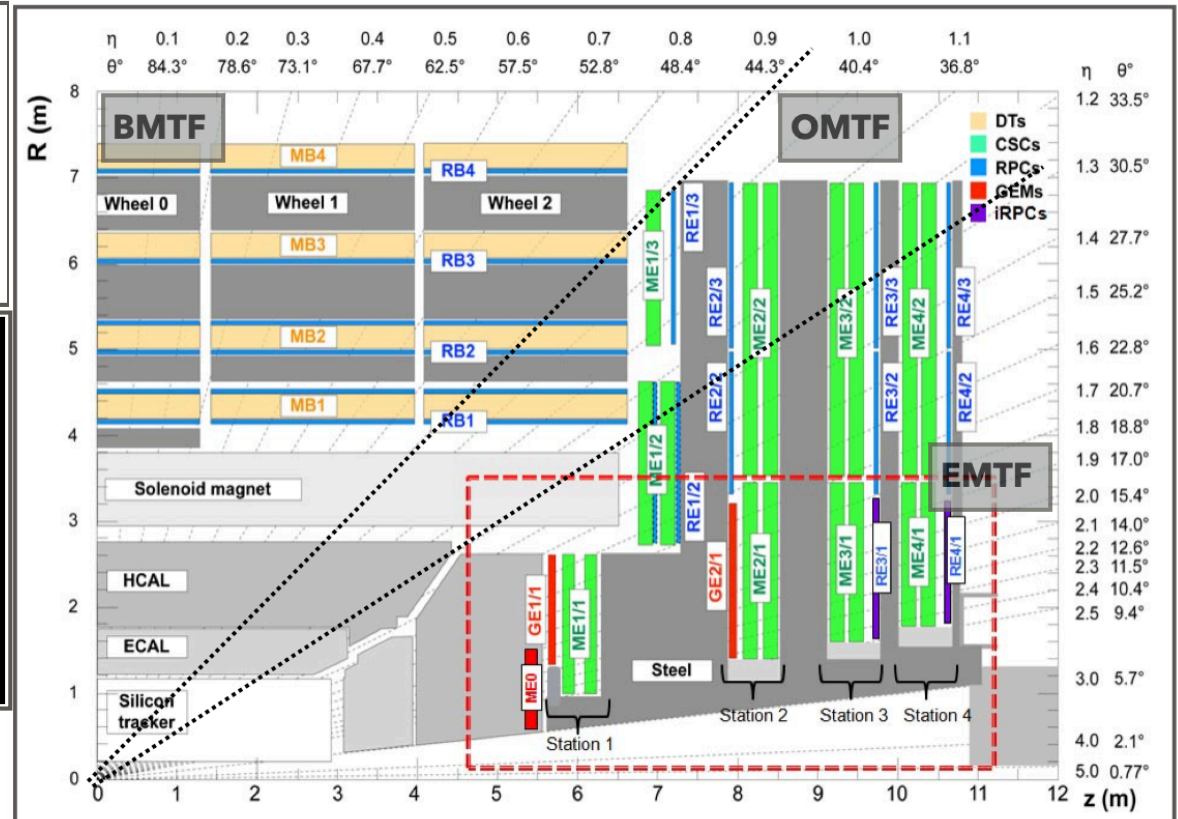 η 0.1 0.2 0.3 0.4 0.5 0.6 0.7 0.8 0.9 1.0 1.1
θ° 84.3° 78.6° 73.1° 67.7° 62.5° 57.5° 52.8° 48.4° 44.3° 40.4° 36.8° η θ°
R (m)
8
7
6
5
4
3
2
1
0
BMTF
OMTF
EMTF
1.2 33.5°
1.3 30.5°
1.4 27.7°
1.5 25.2°
1.6 22.8°
1.7 20.7°
1.8 18.8°
1.9 17.0°
2.0 15.4°
2.1 14.0°
2.2 12.6°
2.3 11.5°
2.4 10.4°
2.5 9.4°
3.0 5.7°
4.0 2.1°
5.0 0.77°
DTs
CSCs
RPCs
GEMs
iRPCs
MB4
RB4
Wheel 0 Wheel 1 Wheel 2
MB3
RB3
MB2
RB2
MB1
RB1
Solenoid magnet
HCAL
ECAL
Silicon
tracker
Steel
ME1/3
RE1/3
RE2/3
ME2/2
ME3/2
RE3/3
ME4/2
RE4/3
RE2/2
RE3/2
RE4/2
ME1/2
RE1/2
GE1/1
ME1/1
ME0
GE2/1
ME2/1
ME3/1
RE3/1
ME4/1
RE4/1
Station 1
Station 2
Station 3
Station 4
0 1 2 3 4 5 6 7 8 9 10 11 12
z (m)